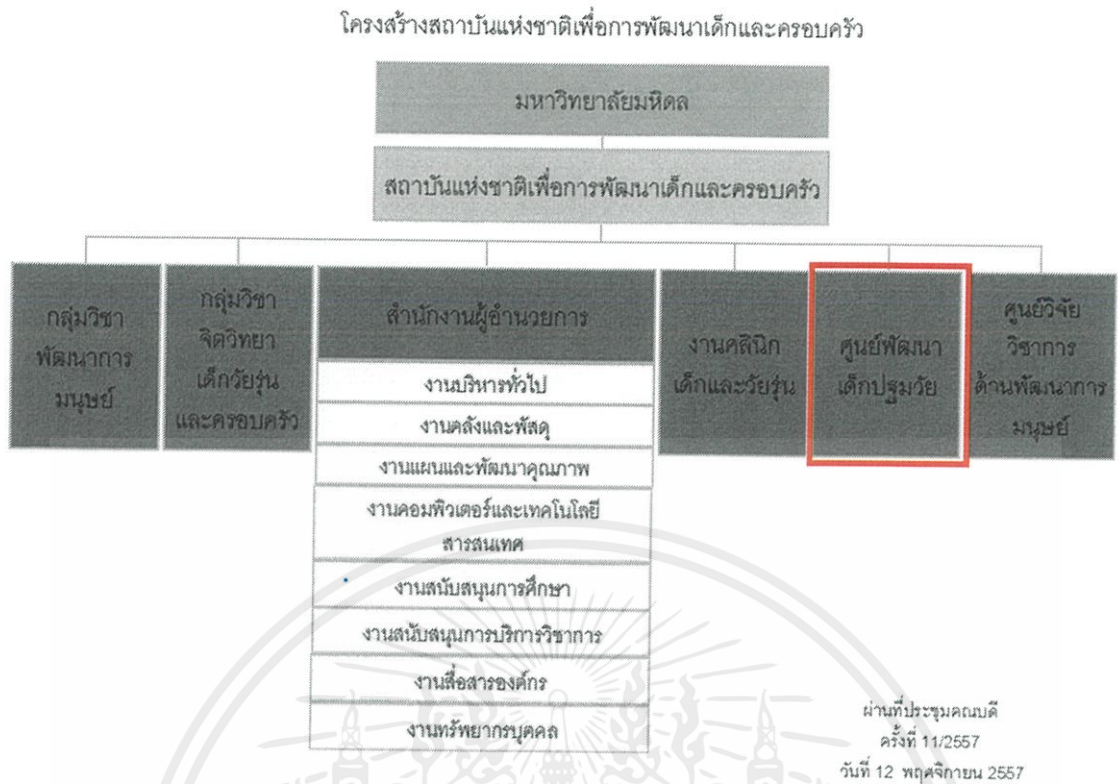 โครงสร้างสถาบันแห่งชาติเพื่อการพัฒนาเด็กและครอบครัว
มหาวิทยาลัยมหิดล
สถาบันแห่งชาติเพื่อการพัฒนาเด็กและครอบครัว
กลุ่มวิชา
พัฒนาการ
มนุษย์
กลุ่มวิชา
จิตวิทยา
เด็กวัยรุ่น
และครอบครัว
สำนักงานผู้อำนวยการ
งานบริหารทั่วไป
งานคลังและพัสดุ
งานแผนและพัฒนาคุณภาพ
งานคอมพิวเตอร์และเทคโนโลยี
สารสนเทศ
งานสนับสนุนการศึกษา
งานสนับสนุนการบริการวิชาการ
งานสื่อสารองค์กร
งานทรัพยากรบุคคล
งานคลินิก
เด็กและวัยรุ่น
ศูนย์พัฒนา
เด็กปฐมวัย
ศูนย์วิจัย
วิชาการ
ด้านพัฒนาการ
มนุษย์
ผ่านที่ประชุมคณบดี
ครั้งที่ 11/2557
วันที่ 12 พฤศจิกายน 2557